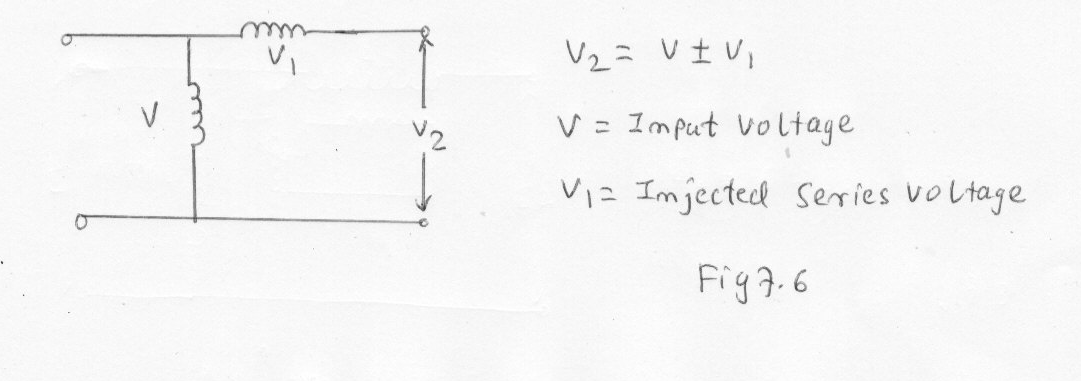 V₁
V
V₂
V₂ = V ± V₁
V = Input Voltage
V₁ = Injected Series Voltage
Fig 7.6